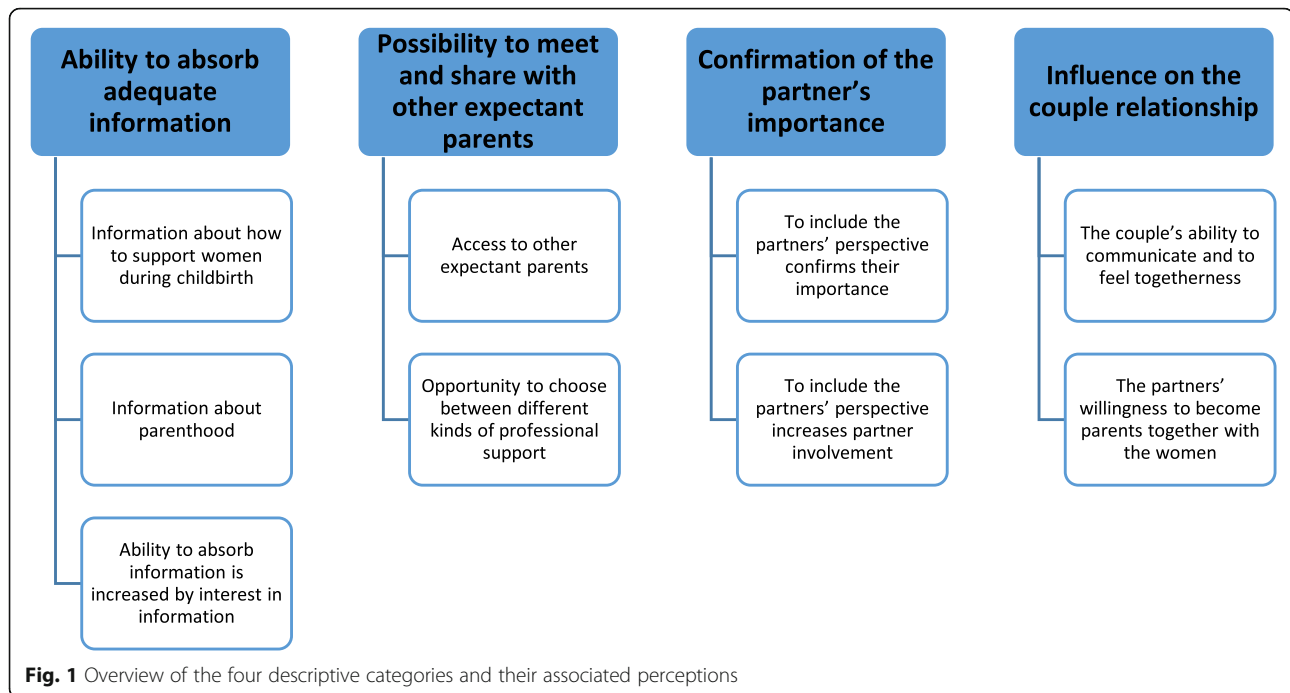 Ability to absorb
adequate
information
Information about how
to support women
during childbirth
Information about
parenthood
Ability to absorb
information is
increased by interest in
information
Possibility to meet
and share with
other expectant
parents
Access to other
expectant parents
Opportunity to choose
between different
kinds of professional
support
Confirmation of the
partner’s
importance
To include the
partners’ perspective
confirms their
importance
To include the
partners’ perspective
increases partner
involvement
Influence on the
couple relationship
The couple’s ability to
communicate and to
feel togetherness
The partners’
willingness to become
parents together with
the women
Fig. 1 Overview of the four descriptive categories and their associated perceptions